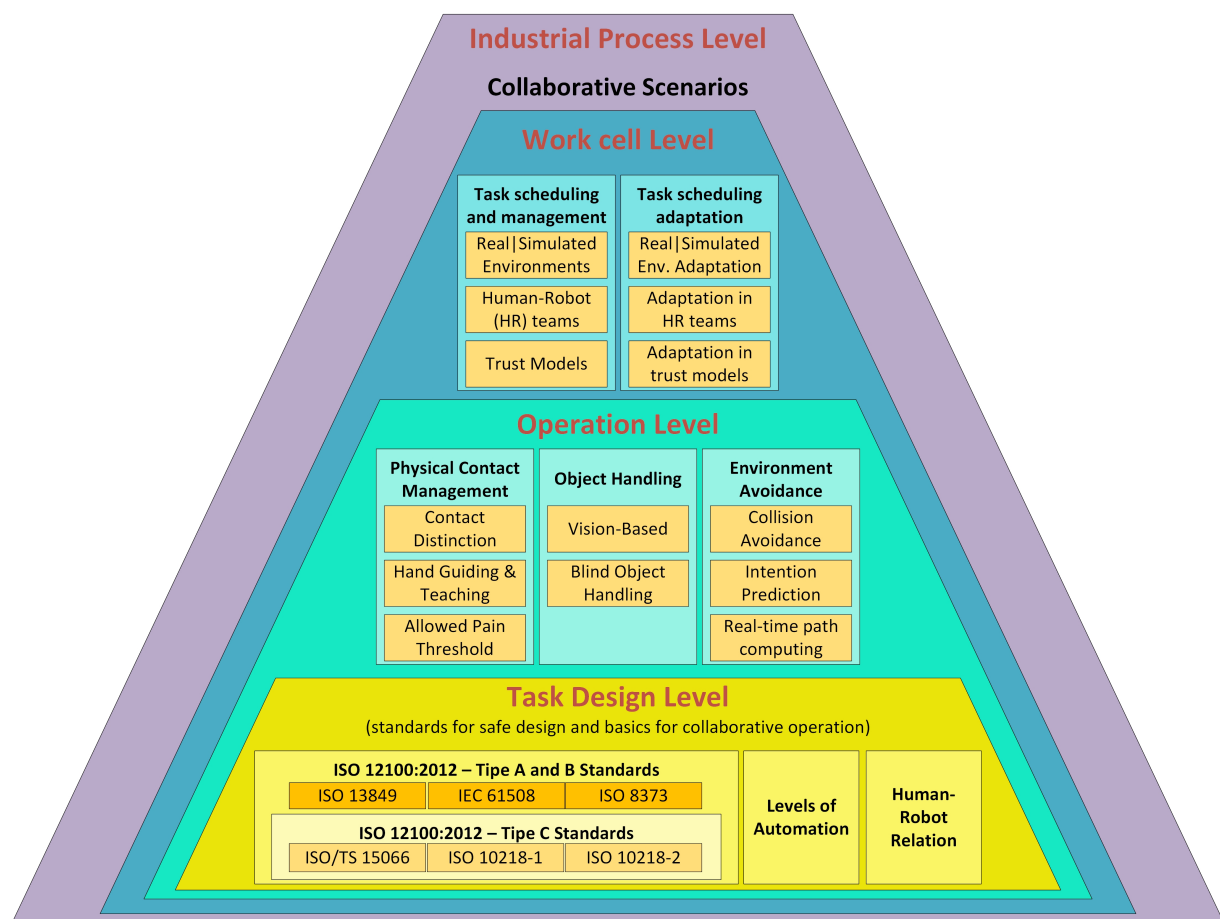 Industrial Process Level
Collaborative Scenarios
Work cell Level
Task scheduling
and management
Real|Simulated
Environments
Human-Robot
(HR) teams
Trust Models
Task scheduling
adaptation
Real|Simulated
Env. Adaptation
Adaptation in
HR teams
Adaptation in
trust models
Operation Level
Physical Contact
Management
Contact
Distinction
Hand Guiding &
Teaching
Allowed Pain
Threshold
Object Handling
Vision-Based
Blind Object
Handling
Environment
Avoidance
Collision
Avoidance
Intention
Prediction
Real-time path
computing
Task Design Level
(standards for safe design and basics for collaborative operation)
ISO 12100:2012 – Tipe A and B Standards
ISO 13849
IEC 61508
ISO 8373
ISO 12100:2012 – Tipe C Standards
ISO/TS 15066
ISO 10218-1
ISO 10218-2
Levels of
Automation
Human-
Robot
Relation